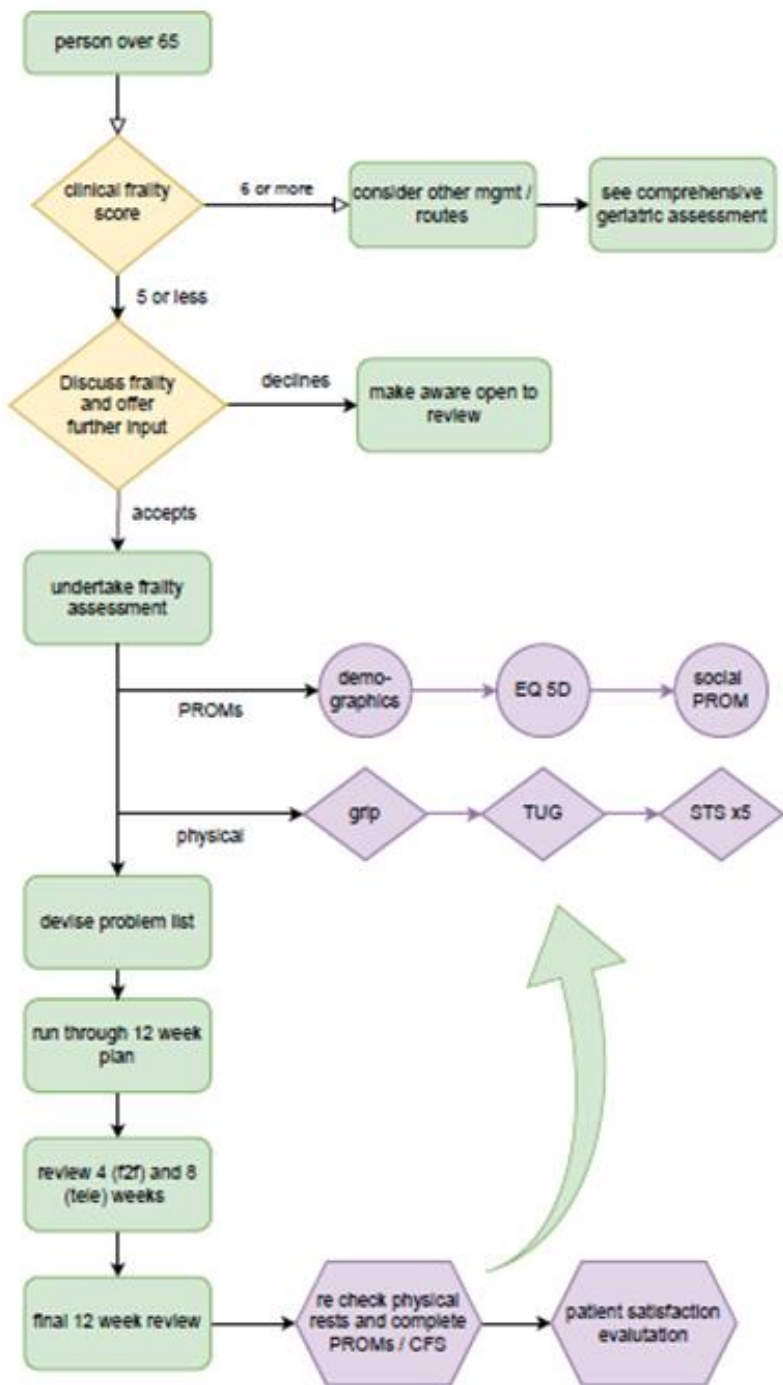 person over 65
clinical frailty
score
6 or more
consider other mgmt /
routes
see comprehensive
geriatric assessment
5 or less
Discuss frailty
and offer
further input
declines
make aware open to
review
accepts
undertake frailty
assessment
PROMs
demo-
graphics
EQ 5D
social
PROM
physical
grip
TUG
STS x5
devise problem list
run through 12 week
plan
review 4 (f2f) and 8
(tele) weeks
final 12 week review
re check physical
rests and complete
PROMs / CFS
patient satisfaction
evalutation